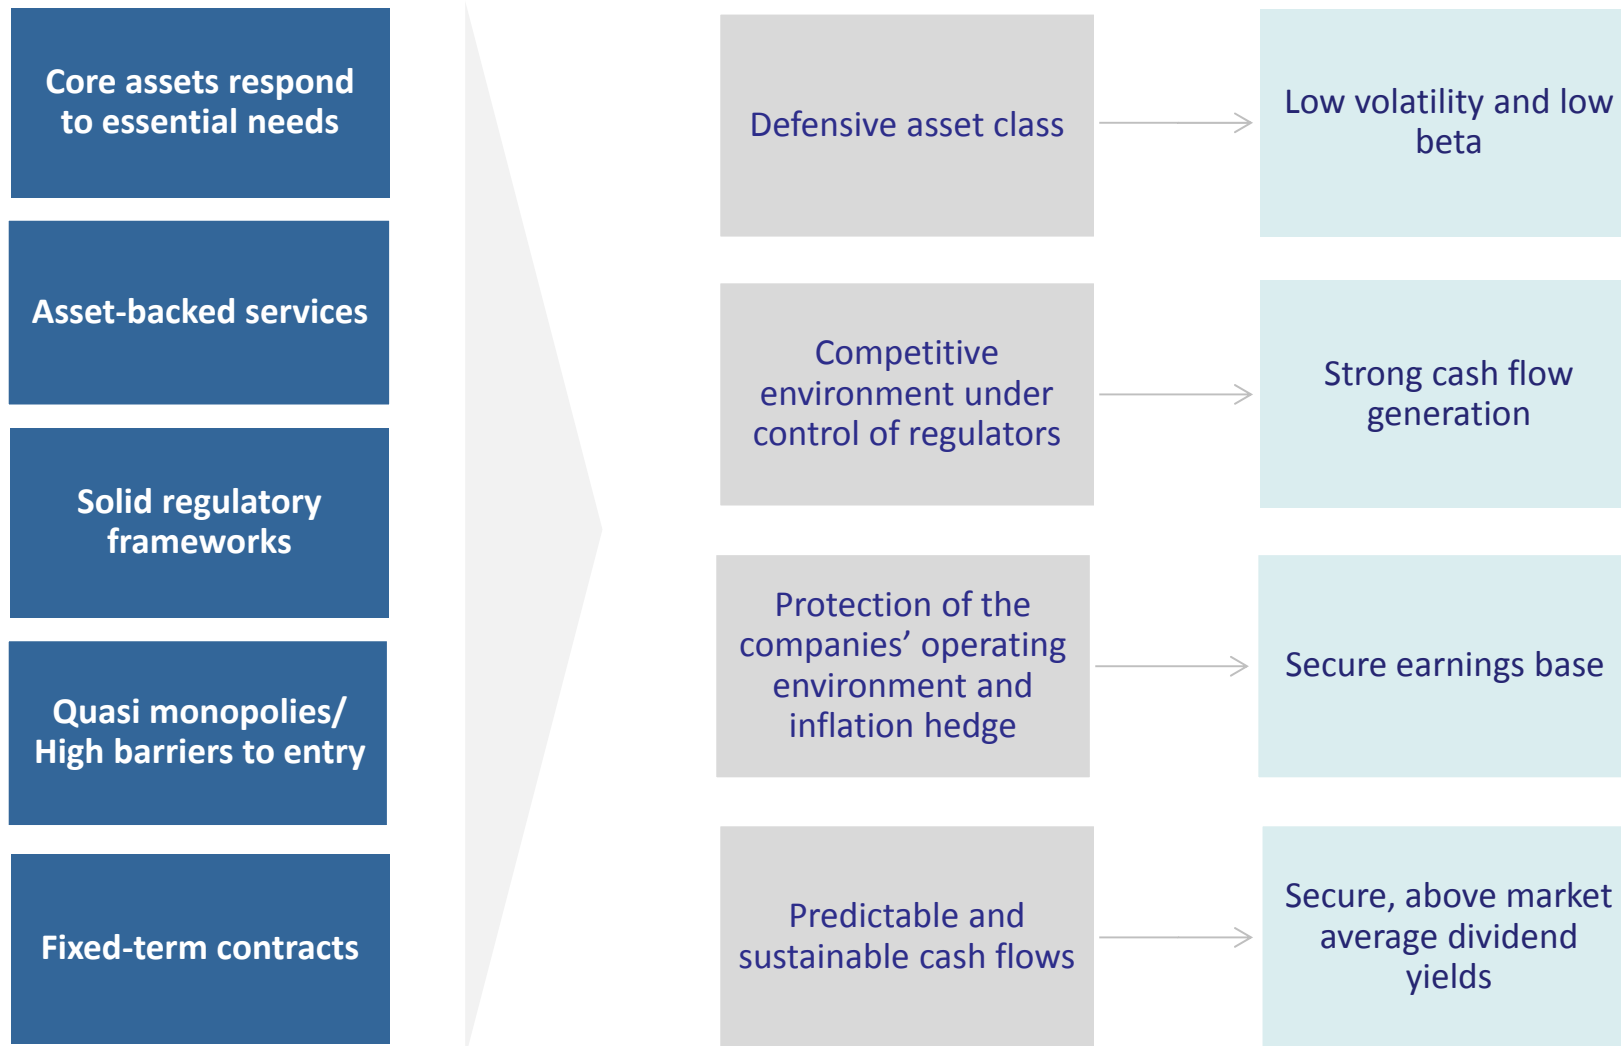 Core assets respond
to essential needs
Asset-backed services
Solid regulatory
frameworks
Quasi monopolies/
High barriers to entry
Fixed-term contracts
Defensive asset class
Low volatility and low
beta
Competitive
environment under
control of regulators
Strong cash flow
generation
Protection of the
companies’ operating
environment and
inflation hedge
Secure earnings base
Predictable and
sustainable cash flows
Secure, above market
average dividend
yields